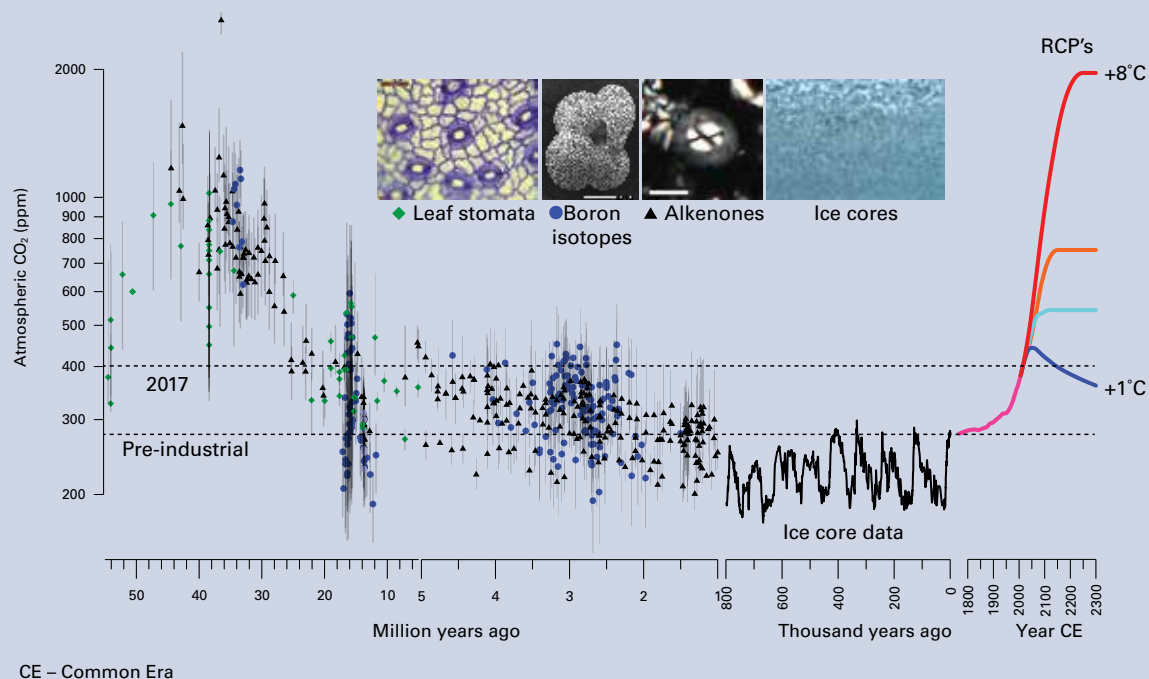 RCP's
2000
1000
900
800
700
600
500
400
300
200
Atmospheric CO₂ (ppm)
+8°C
+1°C
Leaf stomata
Boron
isotopes
Alkenones
Ice cores
2017
Pre-industrial
Ice core data
50 40 30 20 10 5 4 3 2 1
800 600 400 200 0
1800 1900 2000 2100 2200 2300
Million years ago
Thousand years ago
Year CE
CE – Common Era